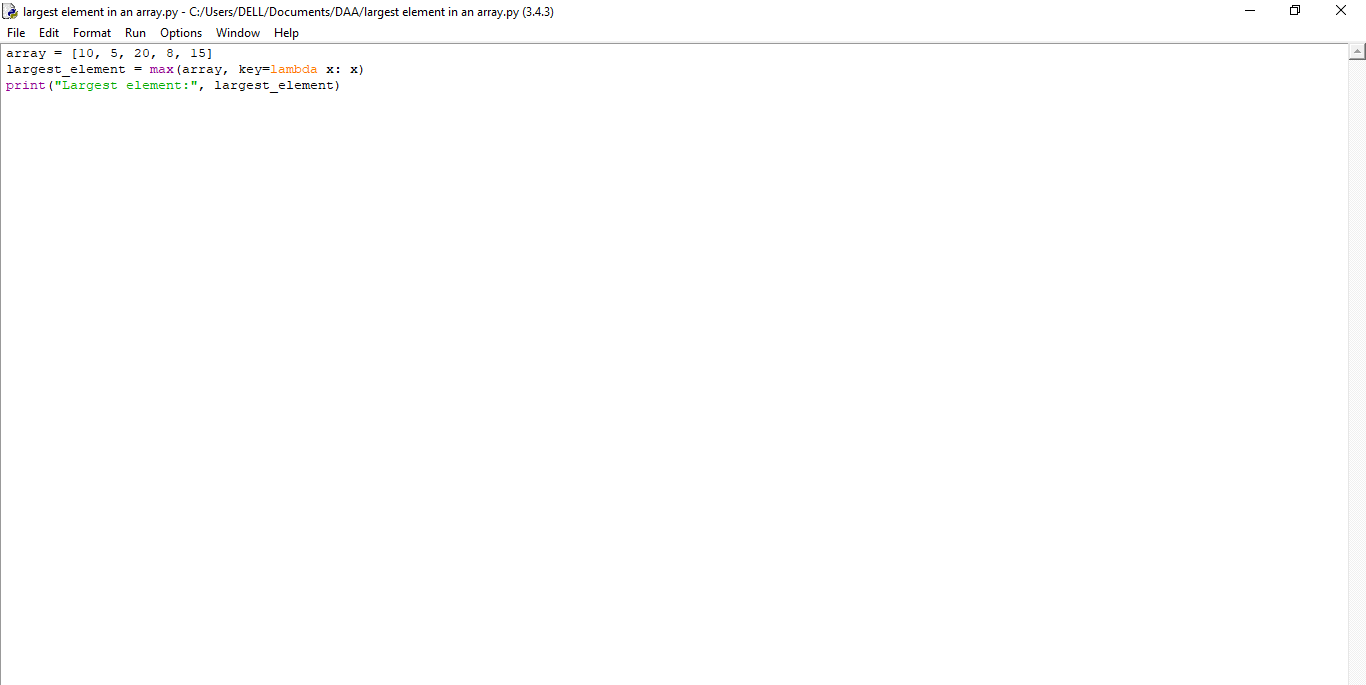 largest element in an array.py - C:/Users/DELL/Documents/DAA/largest element in an array.py (3.4.3)
File Edit Format Run Options Window Help
array = [10, 5, 20, 8, 15]
largest_element = max(array, key=lambda x: x)
print("Largest element:", largest_element)